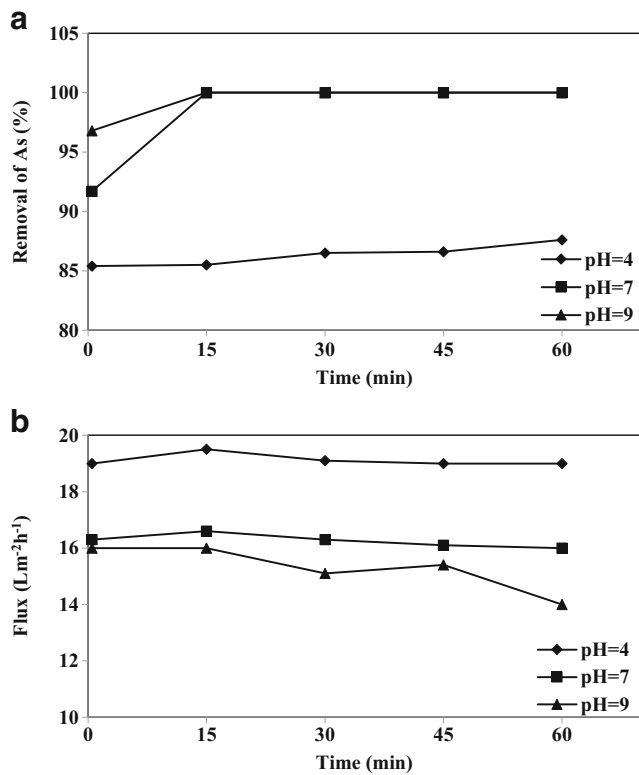 a
105
100
95
90
85
80
Removal of As (%)
0 15 30 45 60
Time (min)
pH=4
pH=7
pH=9
b
20
18
16
14
12
10
Flux (Lm⁻²h⁻¹)
0 15 30 45 60
Time (min)
pH=4
pH=7
pH=9